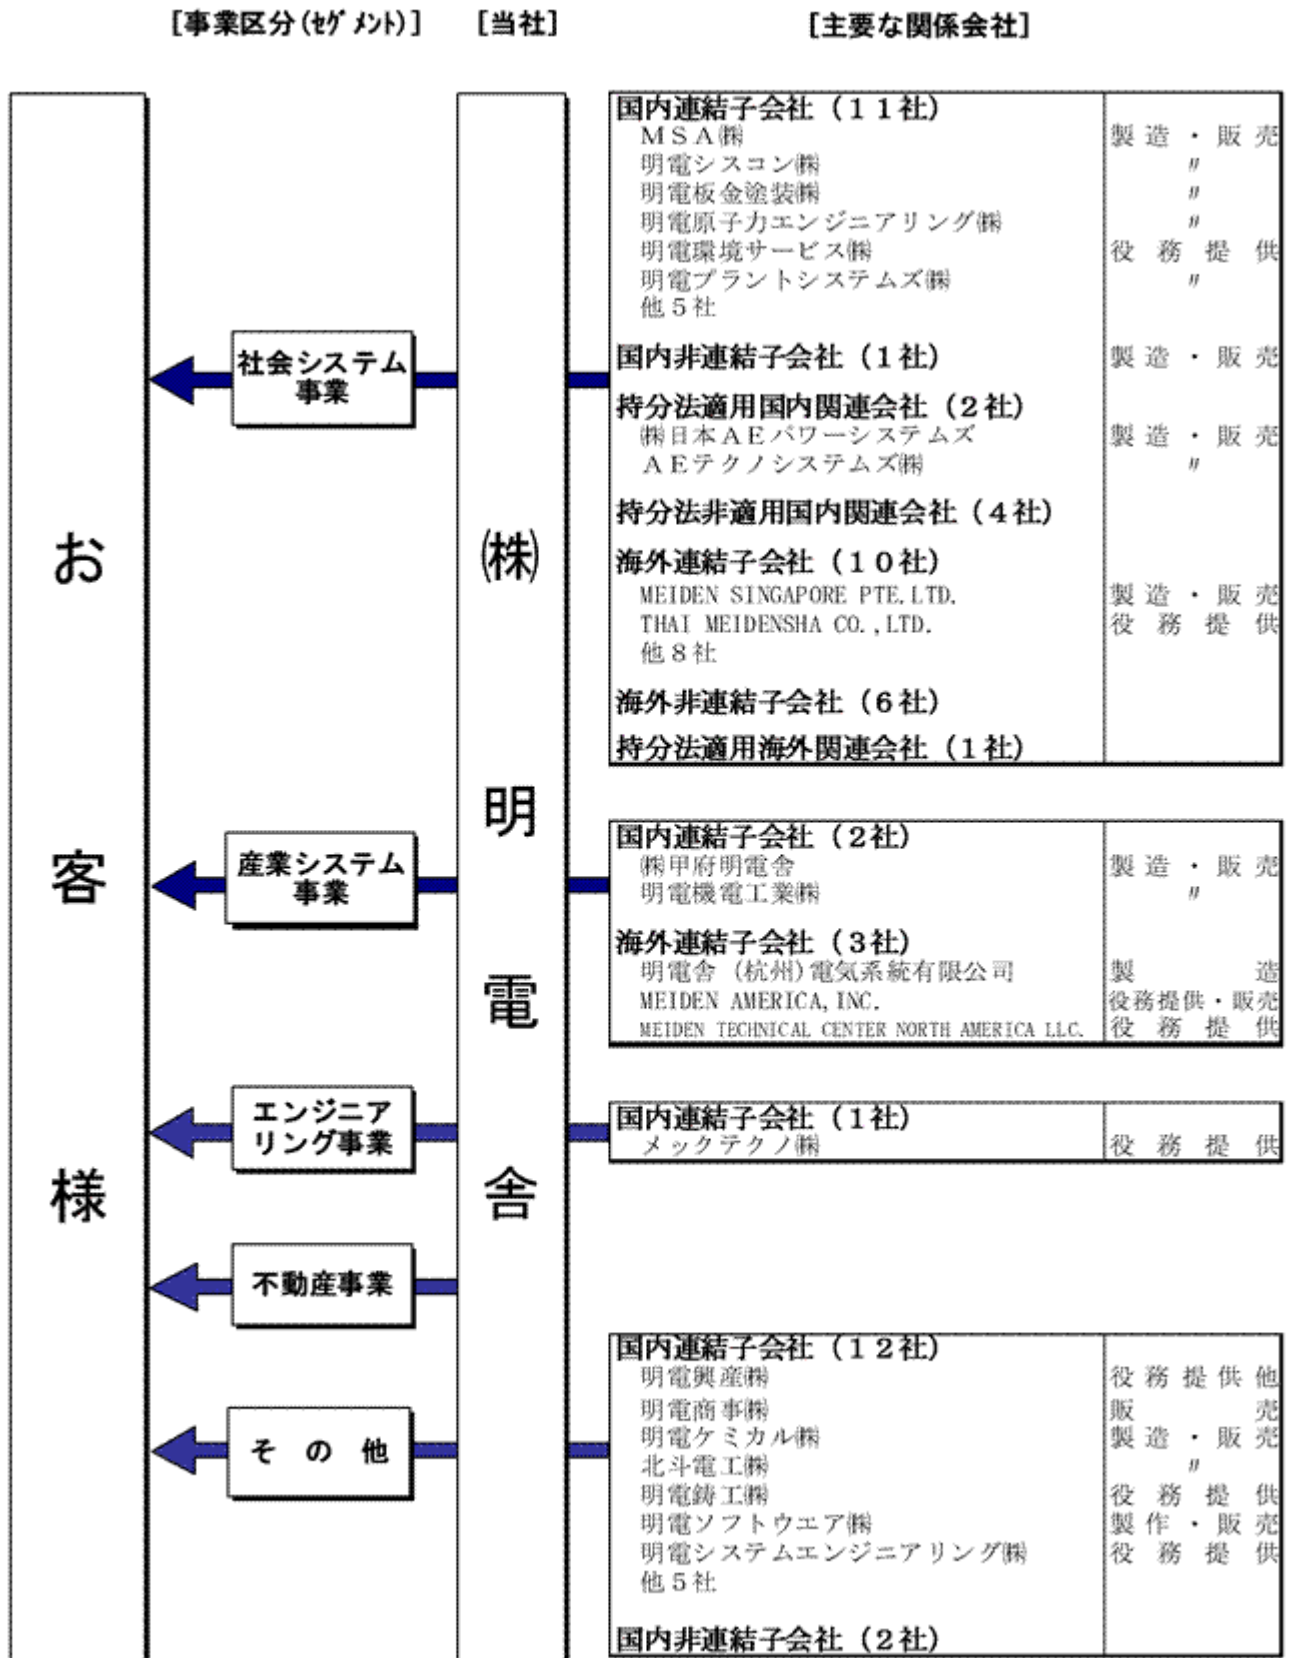 [事業区分(ｾｸﾞﾒﾝﾄ)] [当社] [主要な関係会社]
お客様
社会システム
事業
産業システム
事業
エンジニア
リング事業
不動産事業
そ の 他
㈱明電舎
国内連結子会社（１１社）
ＭＳＡ㈱ 製造・販売
明電シスコン㈱ 〃
明電板金塗装㈱ 〃
明電原子力エンジニアリング㈱ 〃
明電環境サービス㈱ 役務提供
明電プラントシステムズ㈱ 〃
他５社
国内非連結子会社（１社） 製造・販売
持分法適用国内関連会社（２社）
㈱日本ＡＥパワーシステムズ 製造・販売
ＡＥテクノシステムズ㈱ 〃
持分法非適用国内関連会社（４社）
海外連結子会社（１０社）
MEIDEN SINGAPORE PTE.LTD. 製造・販売
THAI MEIDENSHA CO.,LTD. 役務提供
他８社
海外非連結子会社（６社）
持分法適用海外関連会社（１社）
国内連結子会社（２社）
㈱甲府明電舎 製造・販売
明電機電工業㈱ 〃
海外連結子会社（３社）
明電舎（杭州）電気系統有限公司 製造
MEIDEN AMERICA,INC. 役務提供・販売
MEIDEN TECHNICAL CENTER NORTH AMERICA LLC. 役務提供
国内連結子会社（１社）
メックテクノ㈱ 役務提供
国内連結子会社（１２社）
明電興産㈱ 役務提供他
明電商事㈱ 販売
明電ケミカル㈱ 製造・販売
北斗電工㈱ 〃
明電鋳工㈱ 役務提供
明電ソフトウエア㈱ 製作・販売
明電システムエンジニアリング㈱ 役務提供
他５社
国内非連結子会社（２社）